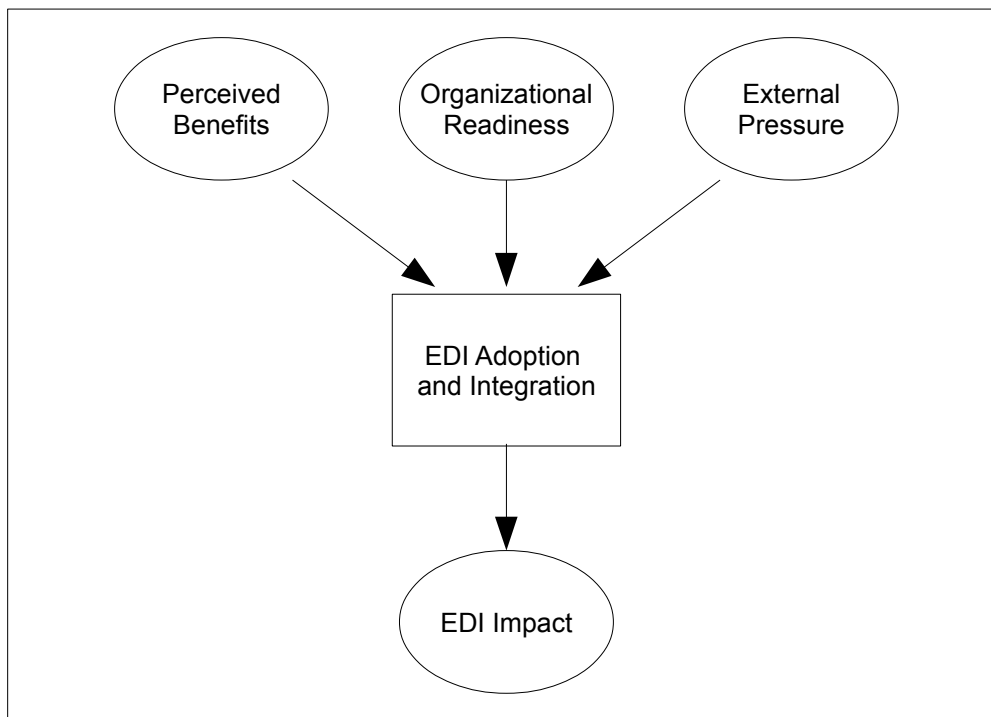 Perceived
Benefits
Organizational
Readiness
External
Pressure
EDI Adoption
and Integration
EDI Impact